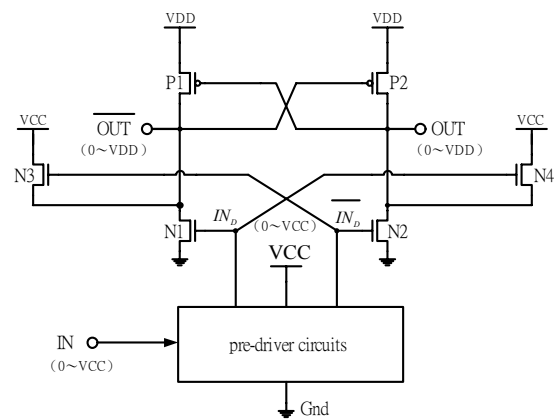 VDD VDD
P1 P2
VCC OUT OUT VCC
(0~VDD) (0~VDD)
N3 N4
N1 IN_D (0~VCC) IN_D N2
VCC
IN
(0~VCC)
pre-driver circuits
Gnd